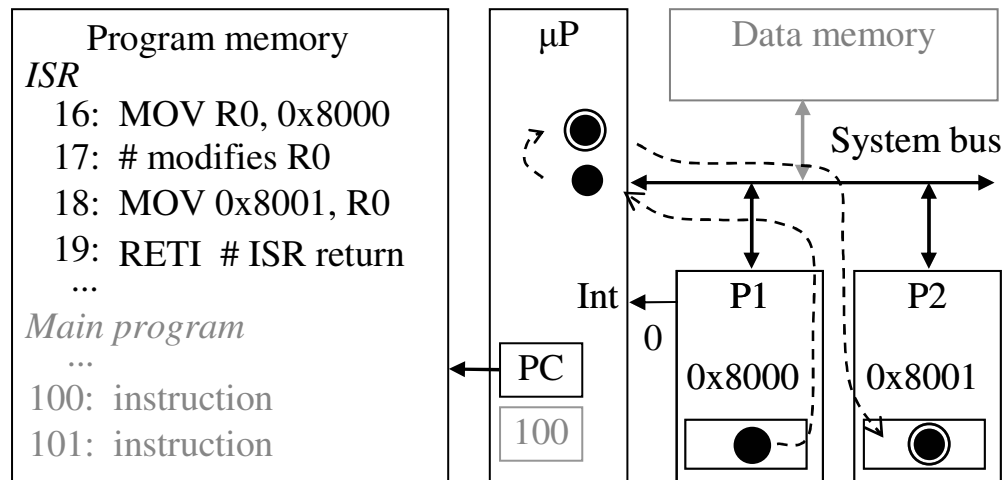 Program memory
ISR
16: MOV R0, 0x8000
17: # modifies R0
18: MOV 0x8001, R0
19: RETI # ISR return
...
Main program
...
100: instruction
101: instruction
μP
Data memory
System bus
Int
0
PC
100
P1
0x8000
P2
0x8001